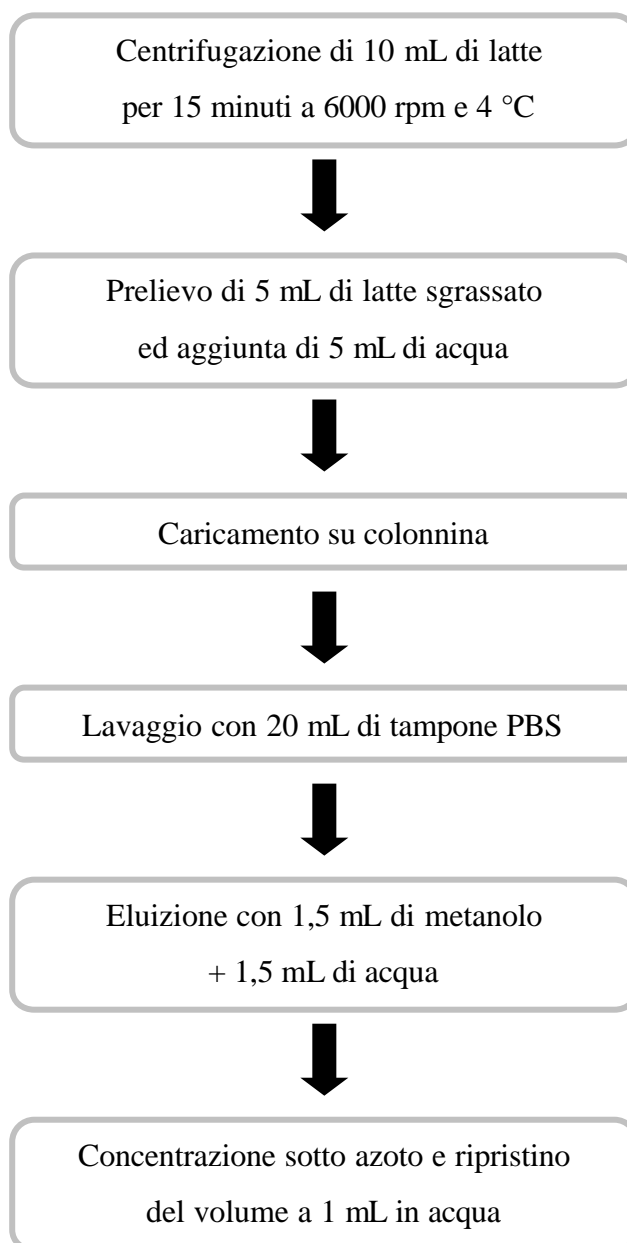 Centrifugazione di 10 mL di latte
per 15 minuti a 6000 rpm e 4 °C
Prelievo di 5 mL di latte sgrassato
ed aggiunta di 5 mL di acqua
Caricamento su colonnina
Lavaggio con 20 mL di tampone PBS
Eluizione con 1,5 mL di metanolo
+ 1,5 mL di acqua
Concentrazione sotto azoto e ripristino
del volume a 1 mL in acqua